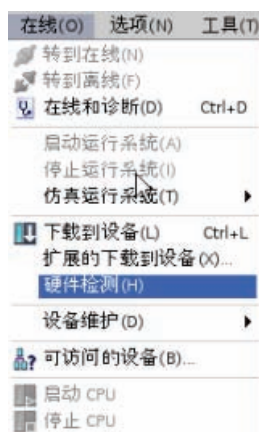 在线(O) 选项(N) 工具(T)
转到在线(N)
转到离线(F)
在线和诊断(D) Ctrl+D
启动运行系统(A)
停止运行系统(I)
仿真运行系统(T)
下载到设备(L) Ctrl+L
扩展的下载到设备(X)...
硬件检测(H)
设备维护(D)
可访问的设备(B)...
启动 CPU
停止 CPU